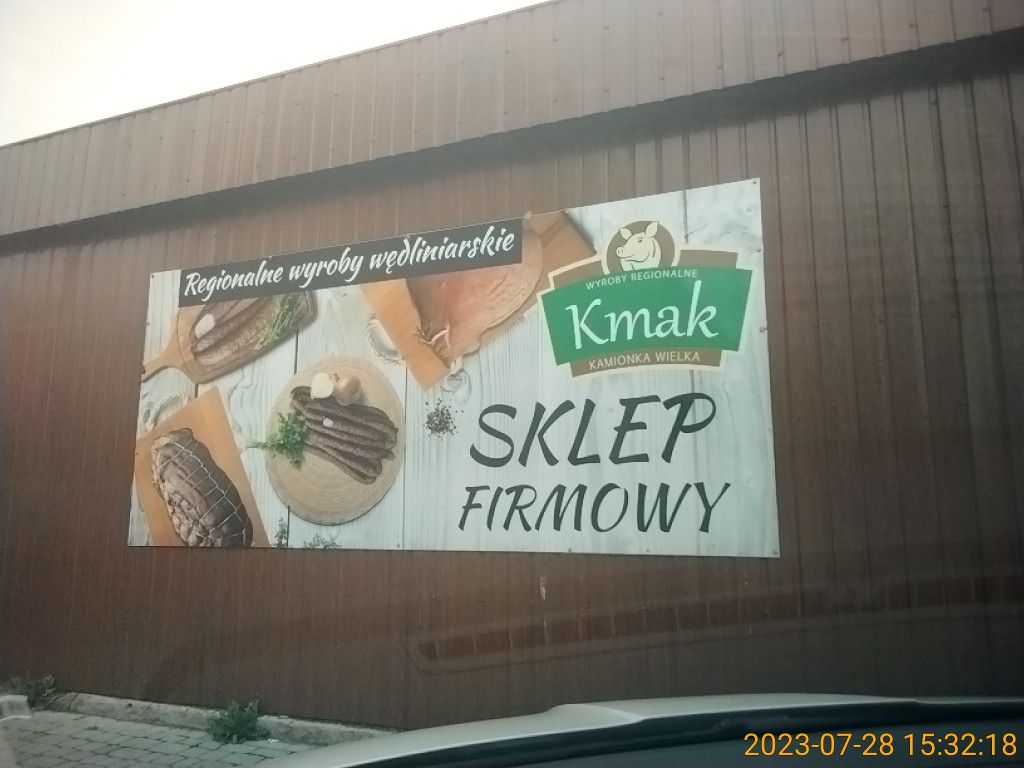 Regionalne wyroby wędliniarskie
WYROBY REGIONALNE
Kmak
KAMIONKA WIELKA
SKLEP
FIRMOWY
2023-07-28 15:32:18